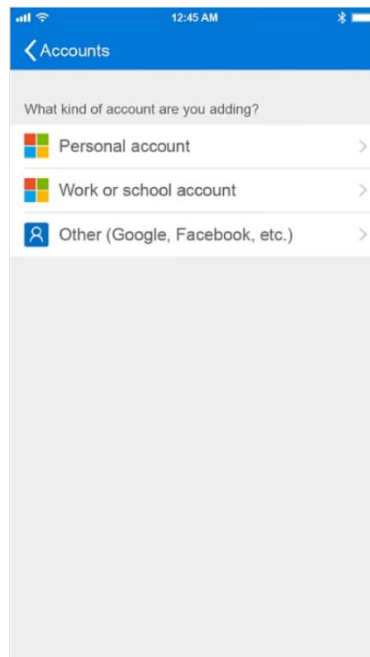 12:45 AM
Accounts
What kind of account are you adding?
Personal account
Work or school account
Other (Google, Facebook, etc.)